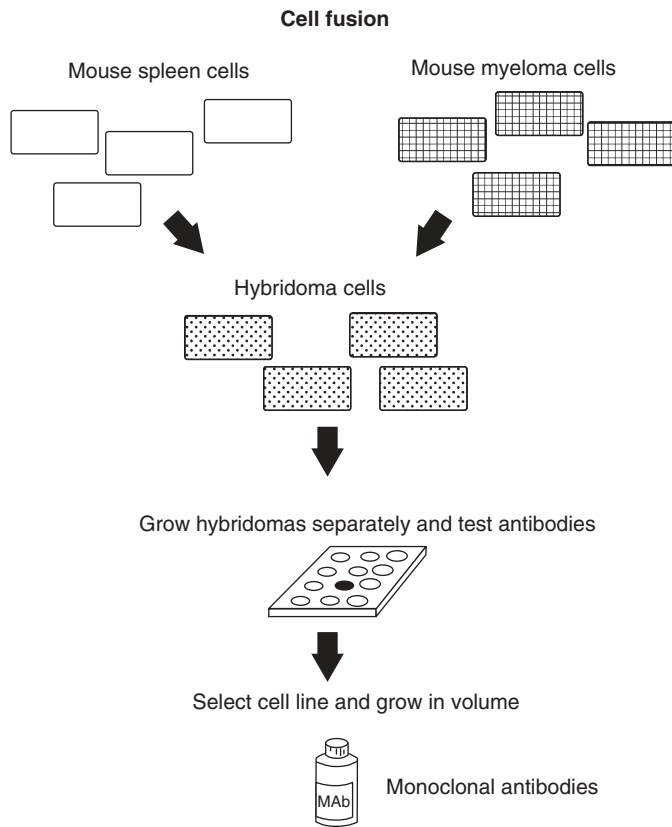 Cell fusion
Mouse spleen cells
Mouse myeloma cells
Hybridoma cells
Grow hybridomas separately and test antibodies
Select cell line and grow in volume
MAb
Monoclonal antibodies